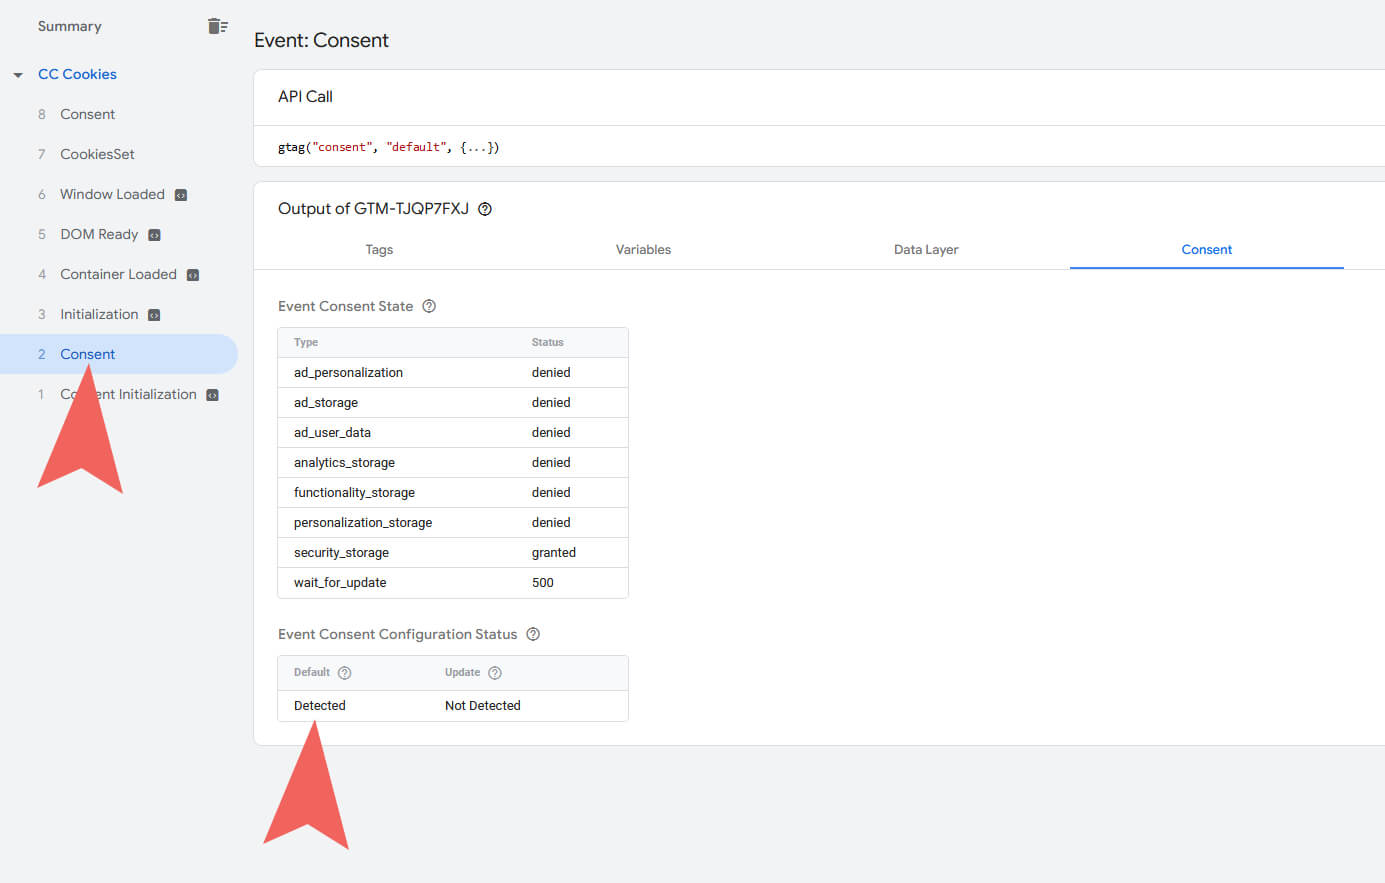 Summary
CC Cookies
8 Consent
7 CookiesSet
6 Window Loaded
5 DOM Ready
4 Container Loaded
3 Initialization
2 Consent
1 Consent Initialization
Event: Consent
API Call
gtag("consent", "default", {...})
Output of GTM-TJQP7FXJ
Tags Variables Data Layer Consent
Event Consent State
Type Status
ad_personalization denied
ad_storage denied
ad_user_data denied
analytics_storage denied
functionality_storage denied
personalization_storage denied
security_storage granted
wait_for_update 500
Event Consent Configuration Status
Default Update
Detected Not Detected